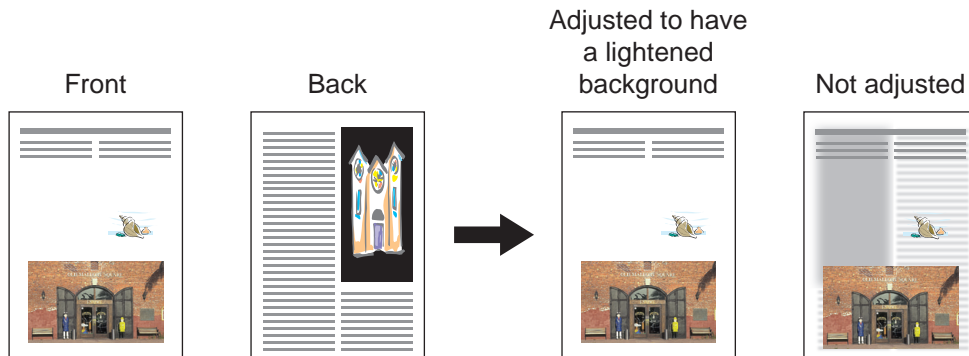 Adjusted to have
a lightened
background
Front
Back
Not adjusted